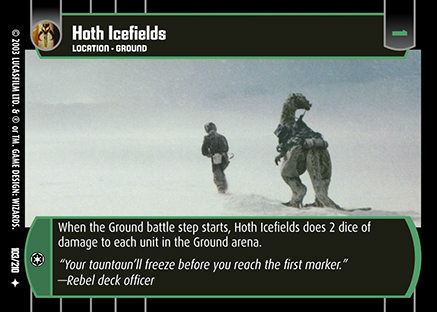 Hoth Icefields
LOCATION - GROUND
When the Ground battle step starts, Hoth Icefields does 2 dice of
damage to each unit in the Ground arena.
“Your tauntaun’ll freeze before you reach the first marker.”
—Rebel deck officer
© 2003 LUCASFILM LTD. & ® or TM. GAME DESIGN: WIZARDS.
103/210